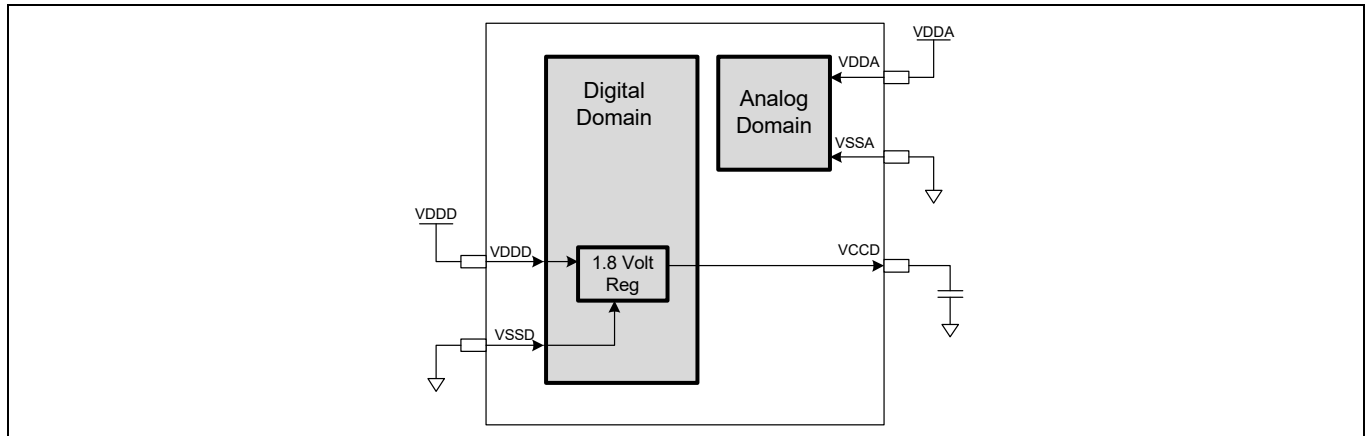 VDDA
VDDA
Digital
Domain
Analog
Domain
VSSA
VDDD
VDDD
VCCD
1.8 Volt
Reg
VSSD